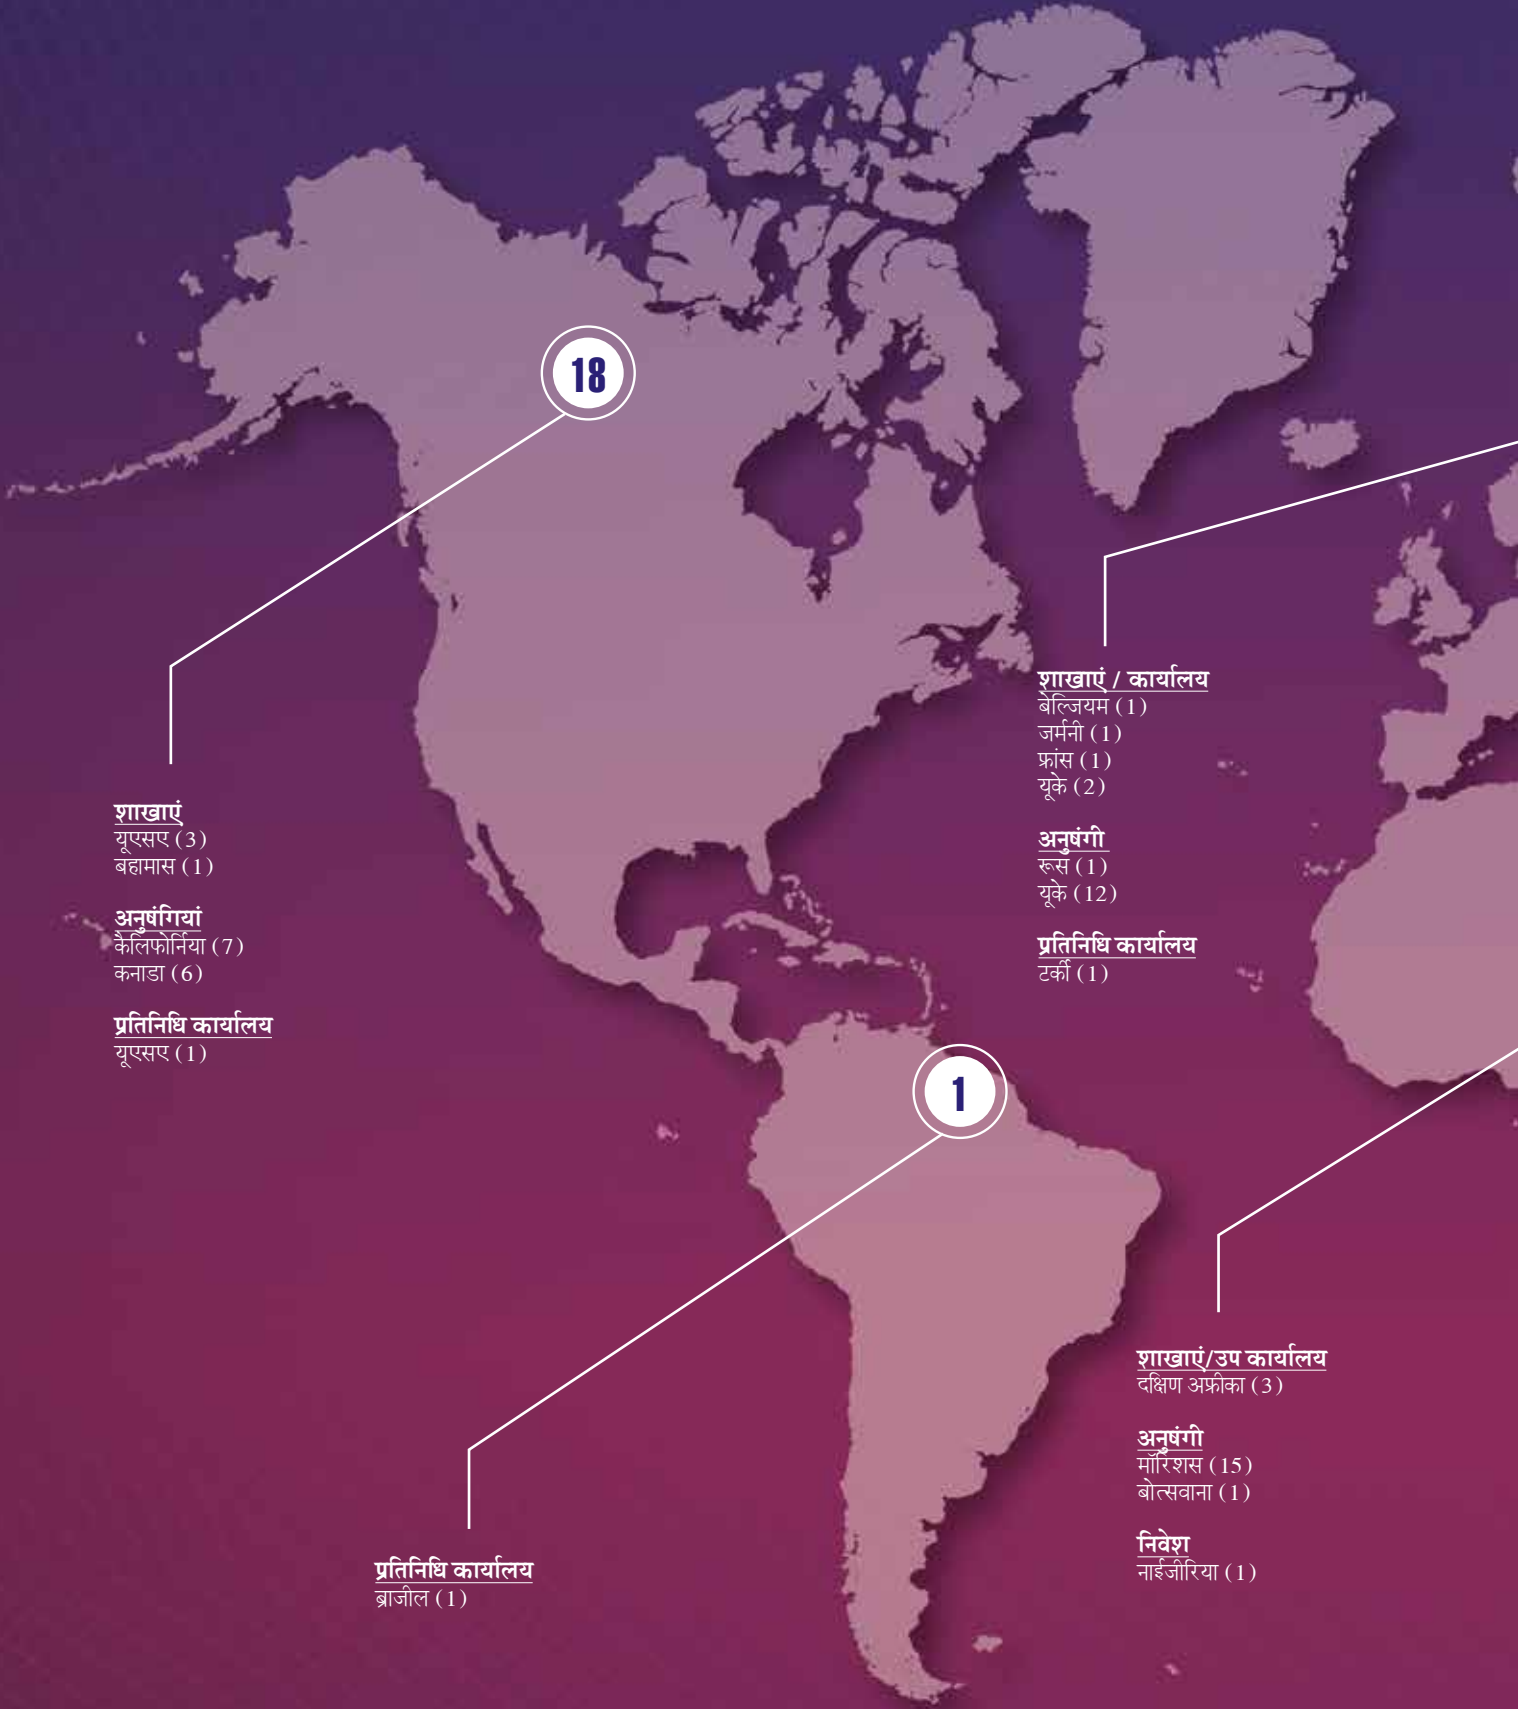 18
शाखाएं / कार्यालय
बेल्जियम (1)
जर्मनी (1)
फ्रांस (1)
यूके (2)
अनुषंगी
रूस (1)
यूके (12)
प्रतिनिधि कार्यालय
टर्की (1)
शाखाएं
यूएसए (3)
बहामास (1)
अनुषंगियां
कैलिफोर्निया (7)
कनाडा (6)
प्रतिनिधि कार्यालय
यूएसए (1)
1
शाखाएं/उप कार्यालय
दक्षिण अफ्रीका (3)
अनुषंगी
मॉरिशस (15)
बोत्सवाना (1)
निवेश
नाईजीरिया (1)
प्रतिनिधि कार्यालय
ब्राजील (1)